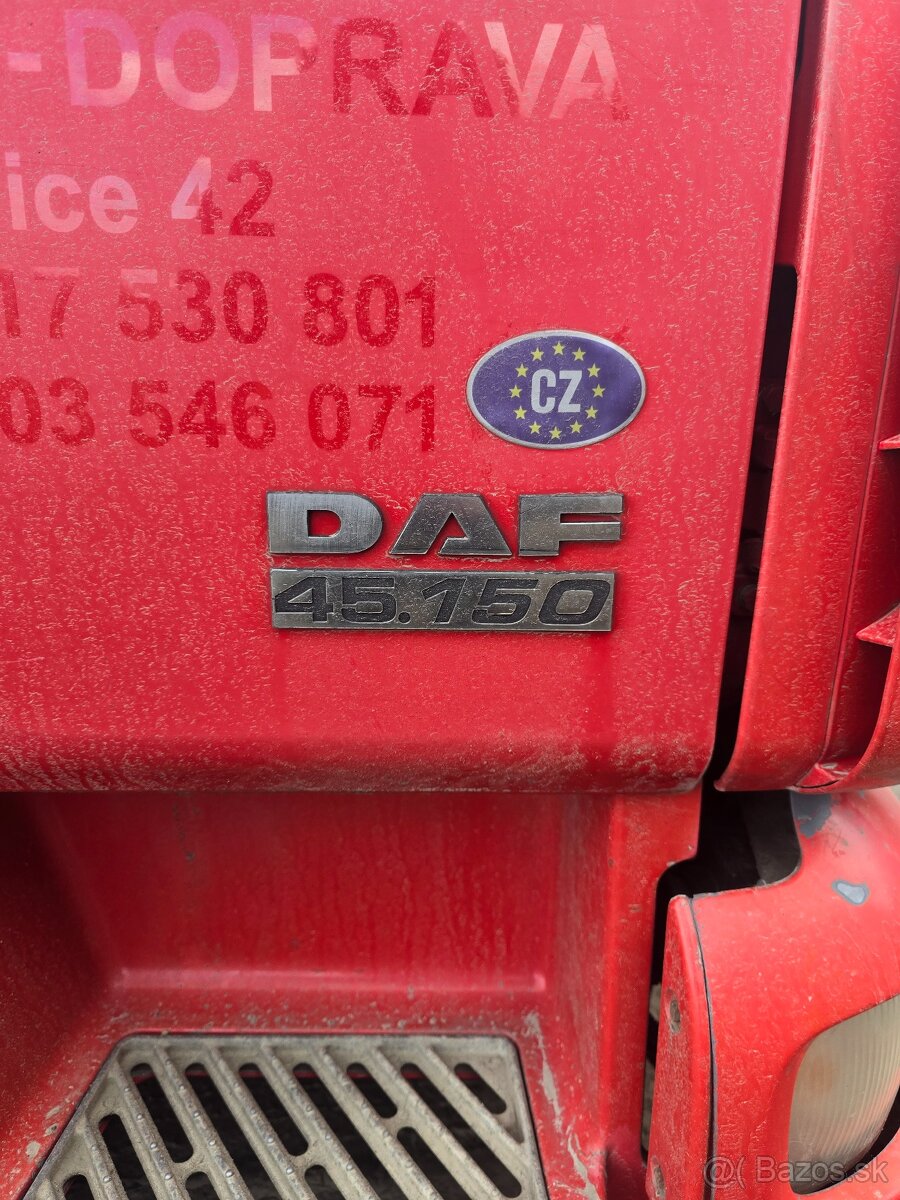 -DOPRAVA
ice 42
17 530 801
03 546 071
CZ
DAF
45.150
Bazos.sk